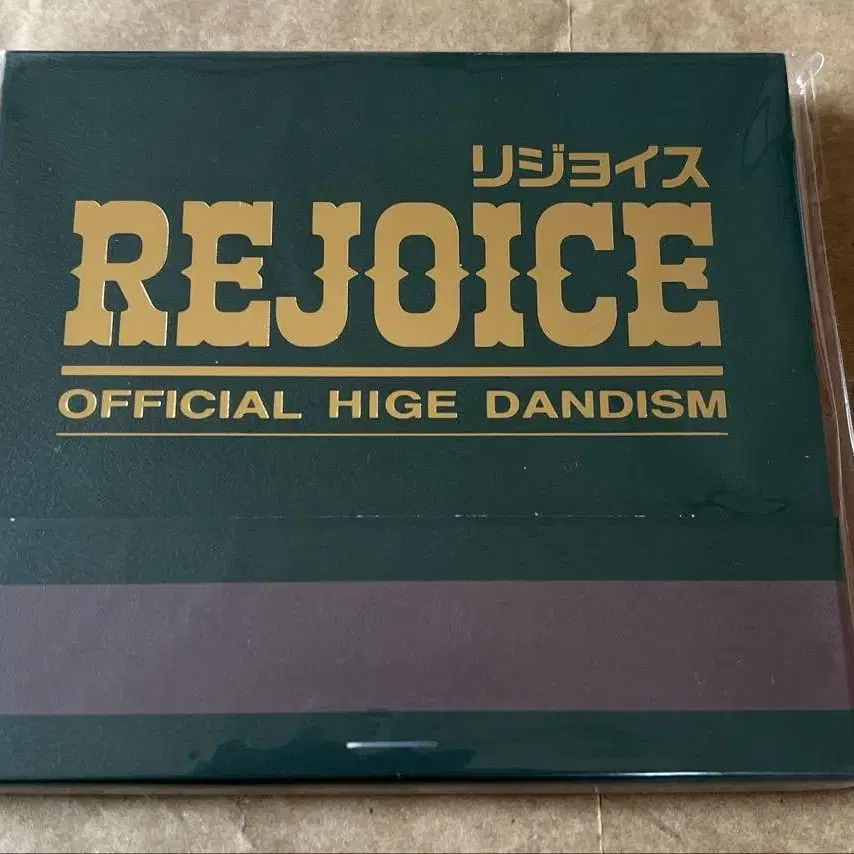 リジョイス
REJOICE
OFFICIAL HIGE DANDISM